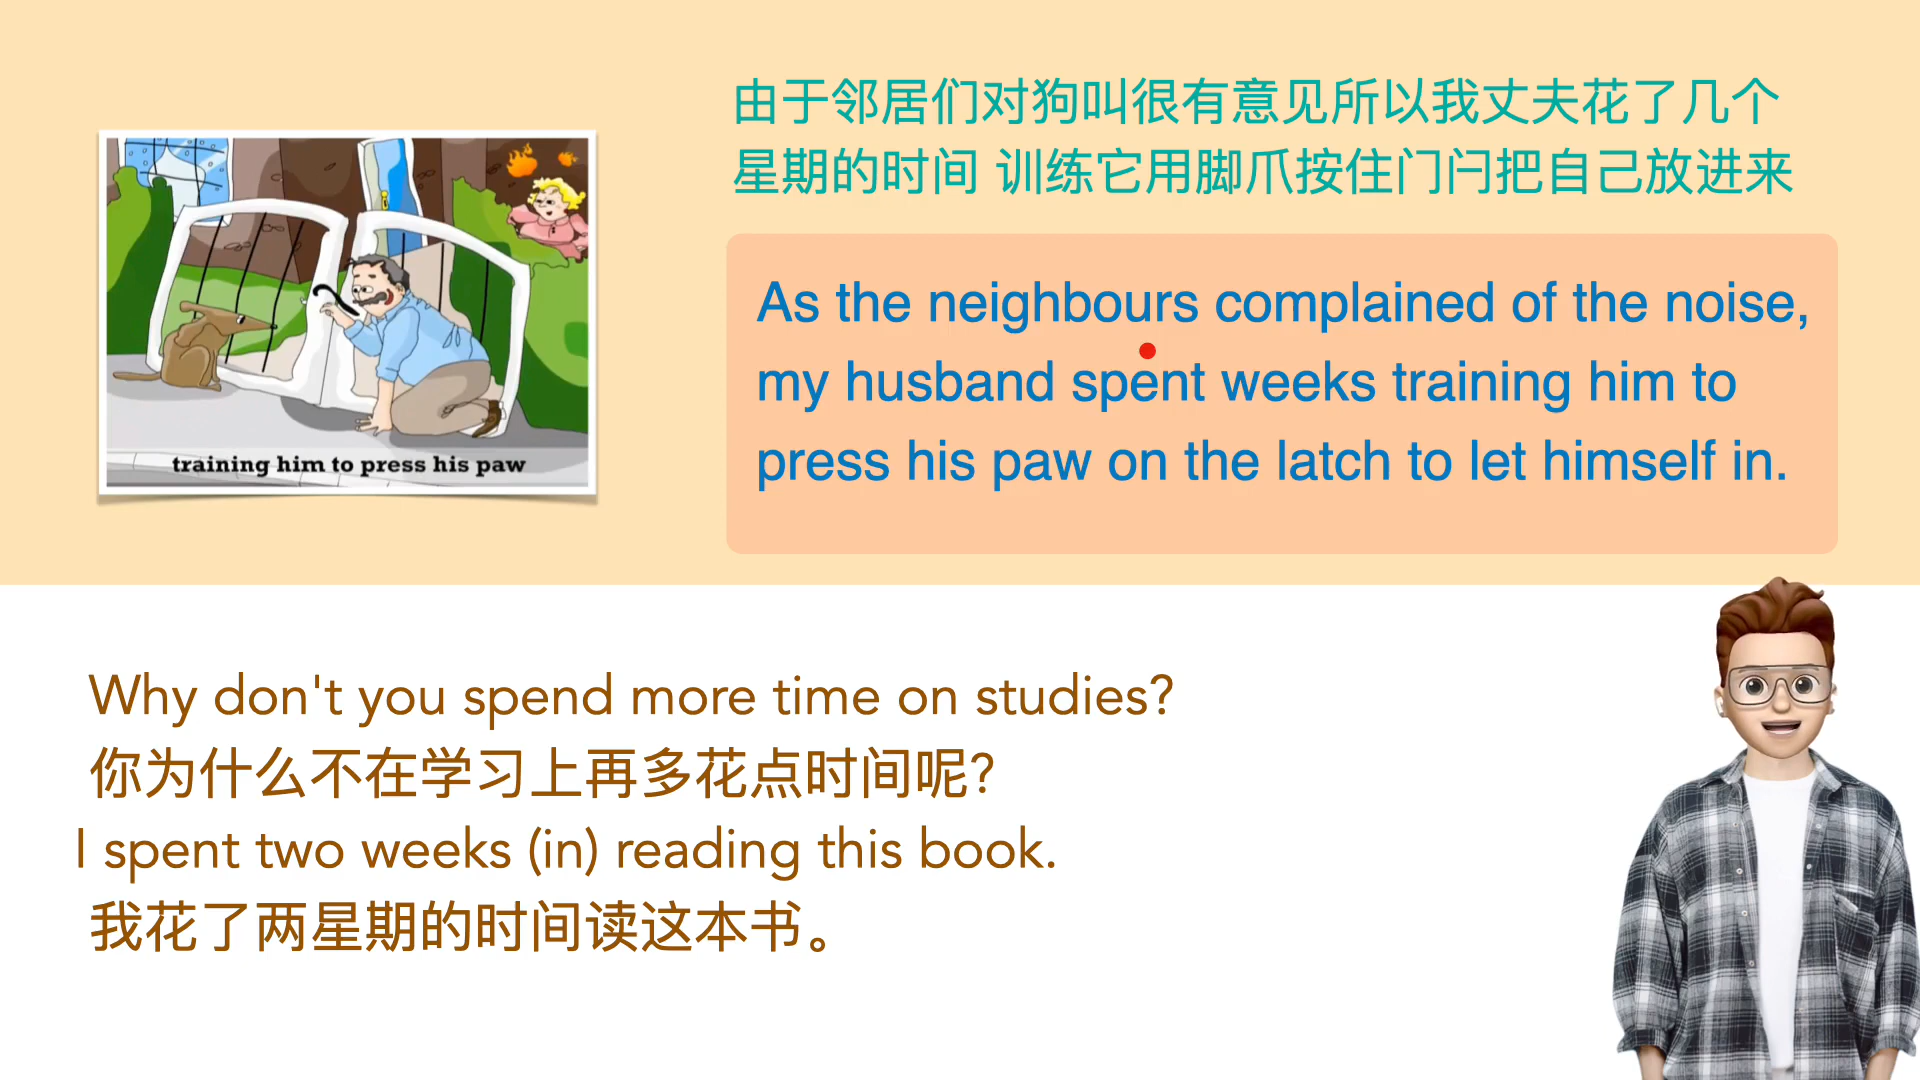 由于邻居们对狗叫很有意见所以我丈夫花了几个
星期的时间 训练它用脚爪按住门闩把自己放进来
As the neighbours complained of the noise,
my husband spent weeks training him to
press his paw on the latch to let himself in.
training him to press his paw
Why don't you spend more time on studies?
你为什么不在学习上再多花点时间呢?
I spent two weeks (in) reading this book.
我花了两星期的时间读这本书。